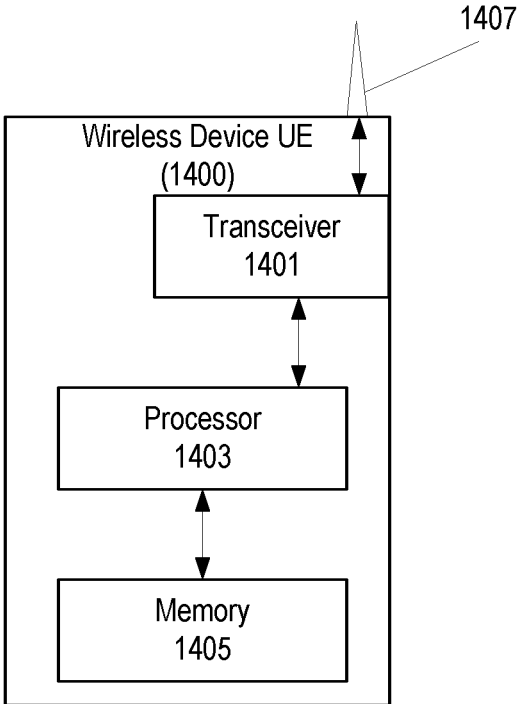 1407
Wireless Device UE
(1400)
Transceiver
1401
Processor
1403
Memory
1405